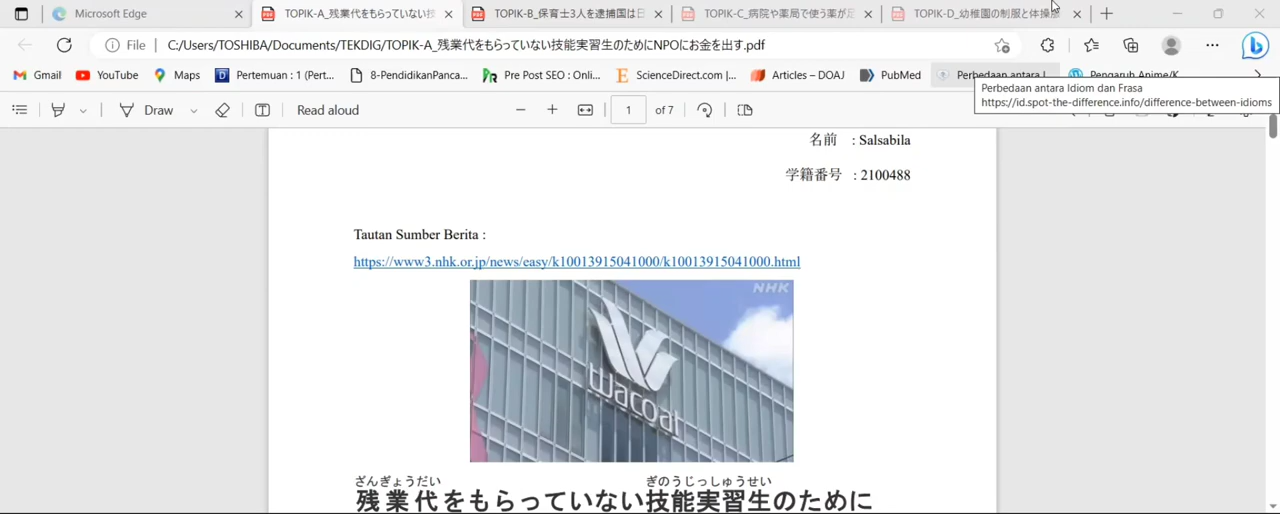 Microsoft Edge
TOPIK-A_残業代をもらっていない技
TOPIK-B_保育士3人を逮捕国は日
TOPIK-C_病院や薬局で使う薬が足
TOPIK-D_幼稚園の制服と体操服
File
C:/Users/TOSHIBA/Documents/TEKDIG/TOPIK-A_残業代をもらっていない技能実習生のためにNPOにお金を出す.pdf
Gmail
YouTube
Maps
Pertemuan : 1 (Pert...
8-PendidikanPanca...
Pre Post SEO : Onli...
ScienceDirect.com |...
Articles – DOAJ
PubMed
Perbedaan antara I
Pengaruh Anime/K
Perbedaan antara Idiom dan Frasa
https://id.spot-the-difference.info/difference-between-idioms
Draw
Read aloud
1
of 7
名前 : Salsabila
学籍番号 : 2100488
Tautan Sumber Berita :
https://www3.nhk.or.jp/news/easy/k10013915041000/k10013915041000.html
NHK
wacoal
ざんぎょうだい ぎのうじっしゅうせい
残業代をもらっていない技能実習生のために